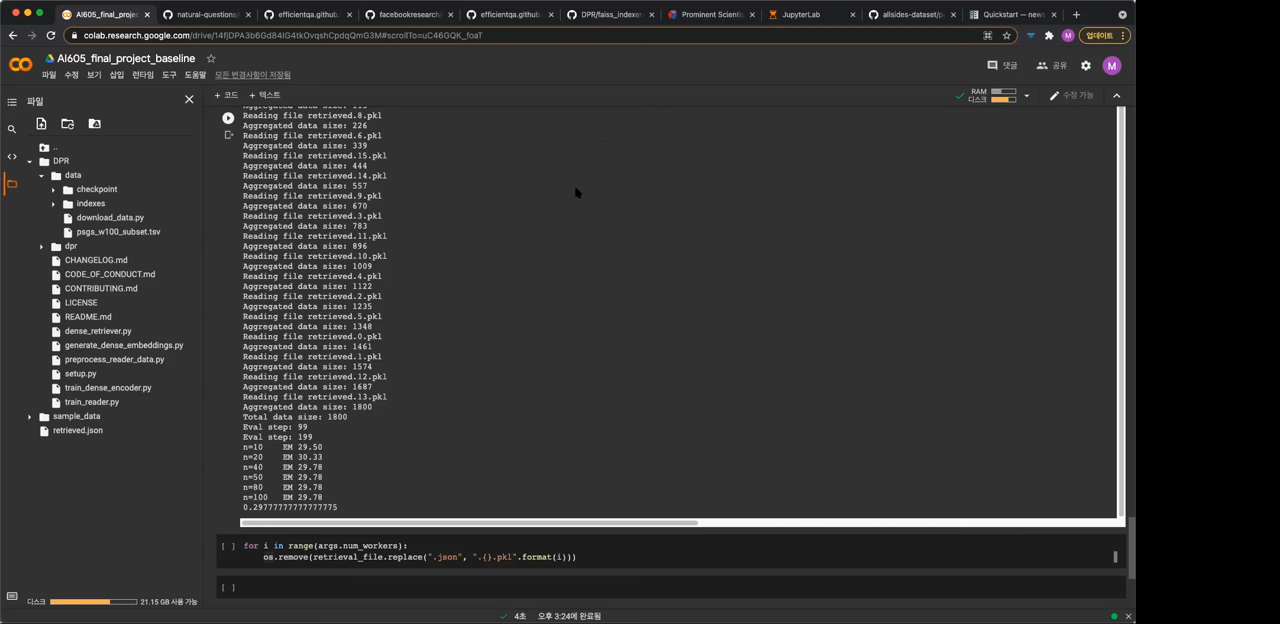 AI605_final_projec
natural-questions/
efficientqa.github
facebookresearch/
efficientqa.github
DPR/faiss_indexer
Prominent Scienti
JupyterLab
allsides-dataset/p
Quickstart — news
colab.research.google.com/drive/14fjDPA3b6Gd84IG4tkOvqshCpdqQmG3M#scrollTo=uC46GQK_foaT
M
업데이트
AI605_final_project_baseline
파일 수정 보기 삽입 런타임 도구 도움말 모든 변경사항이 저장됨
댓글
공유
M
파일
+ 코드 + 텍스트
RAM
디스크
수정 가능
..
DPR
data
checkpoint
indexes
download_data.py
psgs_w100_subset.tsv
dpr
CHANGELOG.md
CODE_OF_CONDUCT.md
CONTRIBUTING.md
LICENSE
README.md
dense_retriever.py
generate_dense_embeddings.py
preprocess_reader_data.py
setup.py
train_dense_encoder.py
train_reader.py
sample_data
retrieved.json
디스크 21.15 GB 사용 가능
Aggregated data size: 113
Reading file retrieved.8.pkl
Aggregated data size: 226
Reading file retrieved.6.pkl
Aggregated data size: 339
Reading file retrieved.15.pkl
Aggregated data size: 444
Reading file retrieved.14.pkl
Aggregated data size: 557
Reading file retrieved.9.pkl
Aggregated data size: 670
Reading file retrieved.3.pkl
Aggregated data size: 783
Reading file retrieved.11.pkl
Aggregated data size: 896
Reading file retrieved.10.pkl
Aggregated data size: 1009
Reading file retrieved.4.pkl
Aggregated data size: 1122
Reading file retrieved.2.pkl
Aggregated data size: 1235
Reading file retrieved.5.pkl
Aggregated data size: 1348
Reading file retrieved.0.pkl
Aggregated data size: 1461
Reading file retrieved.1.pkl
Aggregated data size: 1574
Reading file retrieved.12.pkl
Aggregated data size: 1687
Reading file retrieved.13.pkl
Aggregated data size: 1800
Total data size: 1800
Eval step: 99
Eval step: 199
n=10 EM 29.50
n=20 EM 30.33
n=40 EM 29.78
n=50 EM 29.78
n=80 EM 29.78
n=100 EM 29.78
0.29777777777777775
[ ] for i in range(args.num_workers):
os.remove(retrieval_file.replace(".json", ".{}.pkl".format(i)))
[ ]
4초 오후 3:24에 완료됨